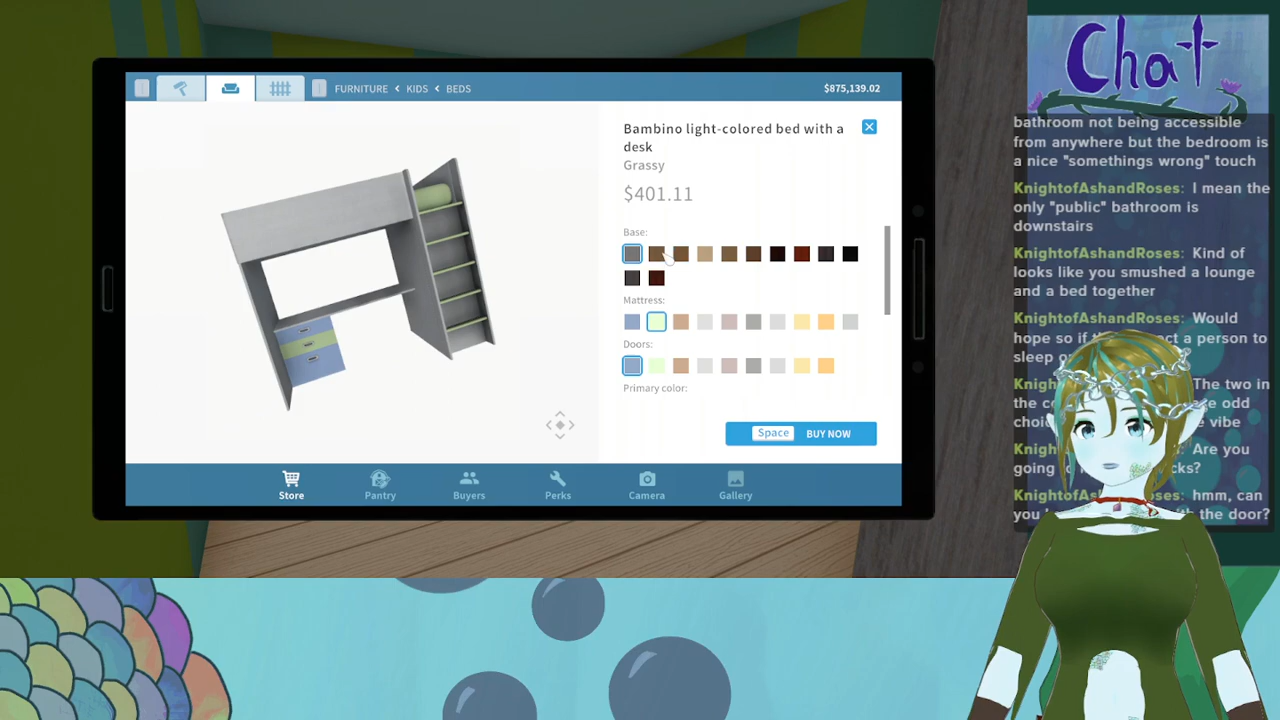 FURNITURE < KIDS < BEDS
$875,139.02
Bambino light-colored bed with a
desk
Grassy
$401.11
Base:
Mattress:
Doors:
Primary color:
Space BUY NOW
Store
Pantry
Buyers
Perks
Camera
Gallery
Chat
bathroom not being accessible
from anywhere but the bedroom is
a nice "somethings wrong" touch
KnightofAshandRoses: I mean the
only "public" bathroom is
downstairs
KnightofAshandRoses: Kind of
looks like you smushed a lounge
and a bed together
KnightofAshandRoses: Would
hope so if
a person to
sleep
The two in
the
odd
vibe
Are you
going
KnightofAshandRoses: hmm, can
you
the door?